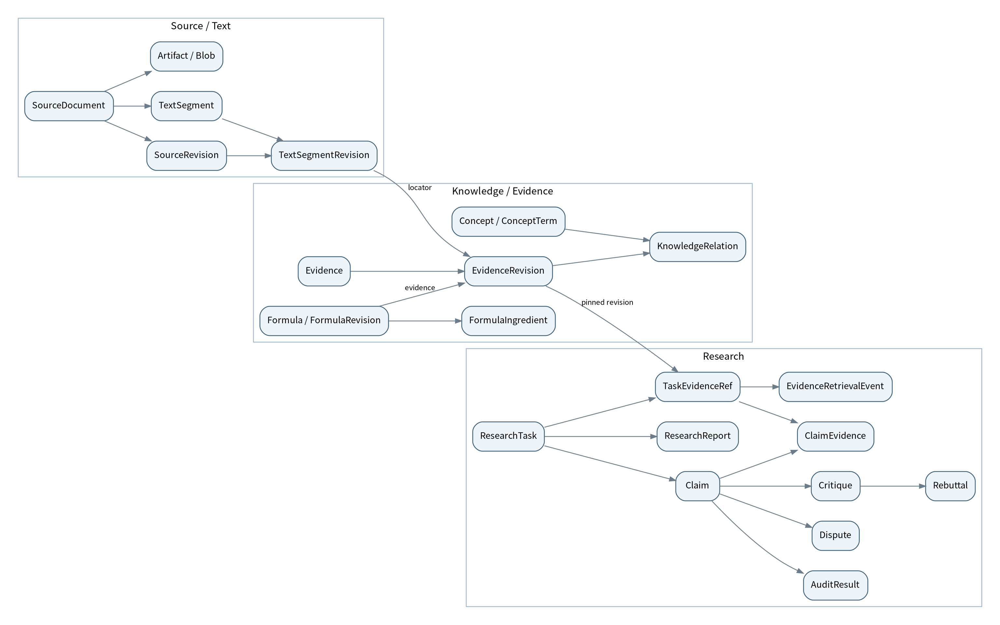 Source / Text
Artifact / Blob
SourceDocument
TextSegment
SourceRevision
TextSegmentRevision
locator
Knowledge / Evidence
Concept / ConceptTerm
KnowledgeRelation
Evidence
EvidenceRevision
evidence
pinned revision
Formula / FormulaRevision
FormulaIngredient
Research
TaskEvidenceRef
EvidenceRetrievalEvent
ResearchTask
ResearchReport
ClaimEvidence
Claim
Critique
Rebuttal
Dispute
AuditResult